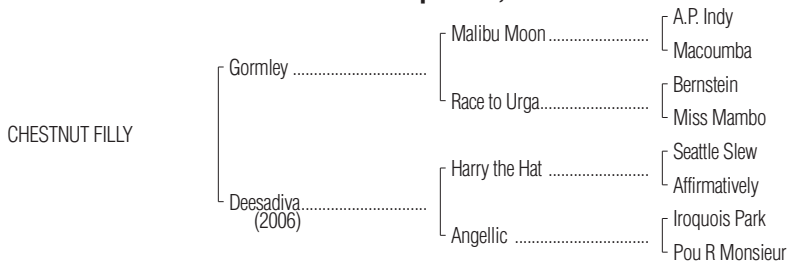 A.P. Indy
Malibu Moon
Macoumba
Gormley
Bernstein
Race to Urga
Miss Mambo
CHESTNUT FILLY
Seattle Slew
Harry the Hat
Affirmatively
Deesadiva
(2006)
Iroquois Park
Angellic
Pou R Monsieur